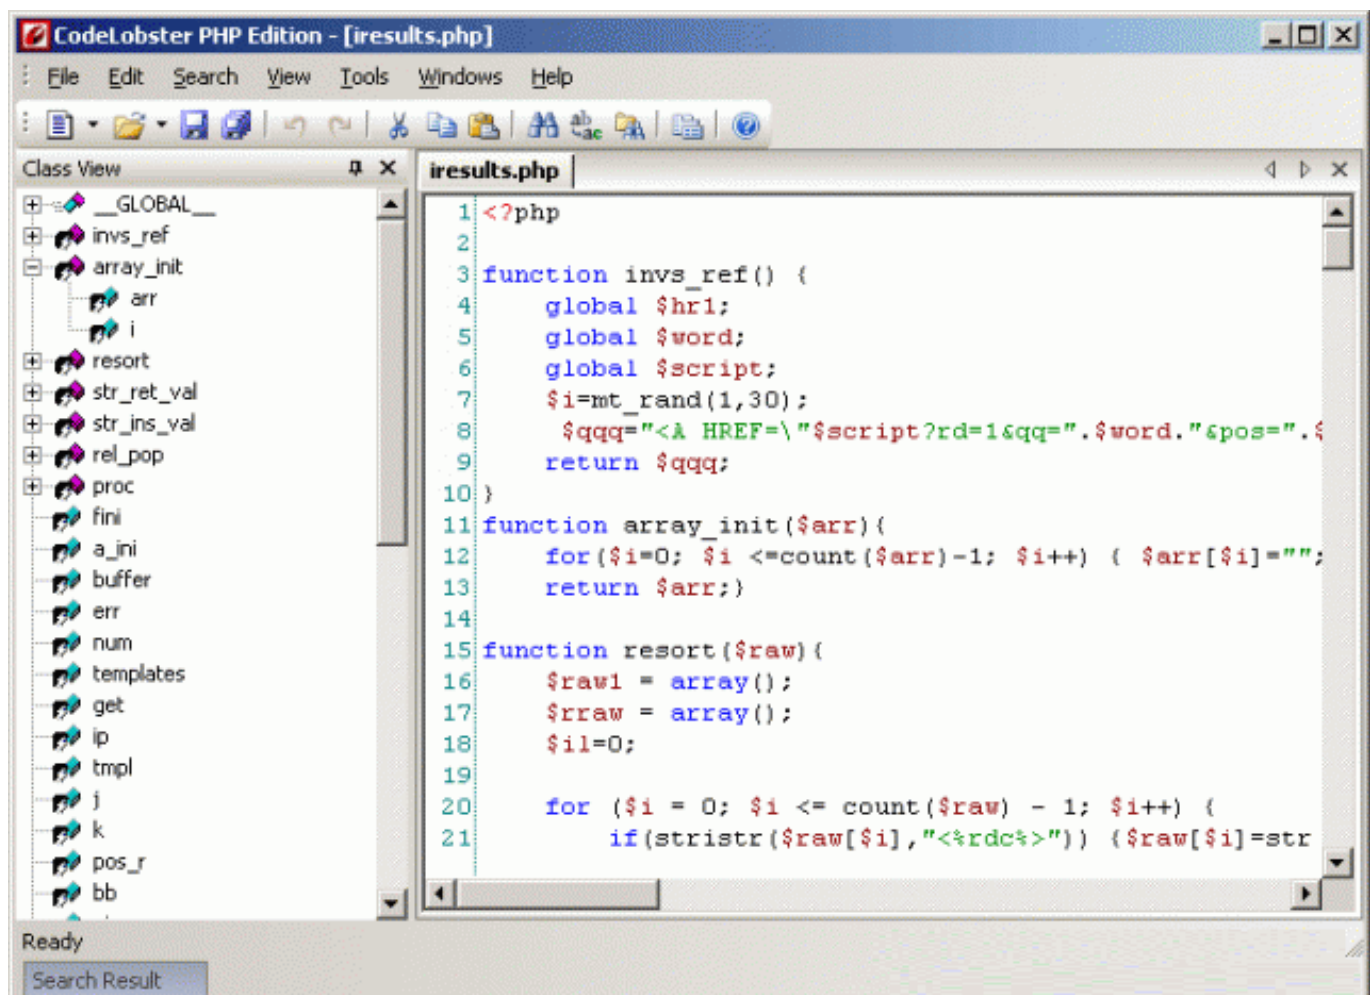 CodeLobster PHP Edition - [iresults.php]
File Edit Search View Tools Windows Help
Class View
__GLOBAL__
invs_ref
array_init
arr
i
resort
str_ret_val
str_ins_val
rel_pop
proc
fini
a_ini
buffer
err
num
templates
get
ip
tmpl
j
k
pos_r
bb
iresults.php
1 <?php
2
3 function invs_ref() {
4 global $hr1;
5 global $word;
6 global $script;
7 $i=mt_rand(1,30);
8 $qqq="<A HREF=\"$script?rd=1&qq=".$word."&pos=".$
9 return $qqq;
10 }
11 function array_init($arr){
12 for($i=0; $i <=count($arr)-1; $i++) { $arr[$i]="";
13 return $arr;}
14
15 function resort($raw){
16 $raw1 = array();
17 $rraw = array();
18 $il=0;
19
20 for ($i = 0; $i <= count($raw) - 1; $i++) {
21 if(stristr($raw[$i],"<%rdc%>")) {$raw[$i]=str
Ready
Search Result